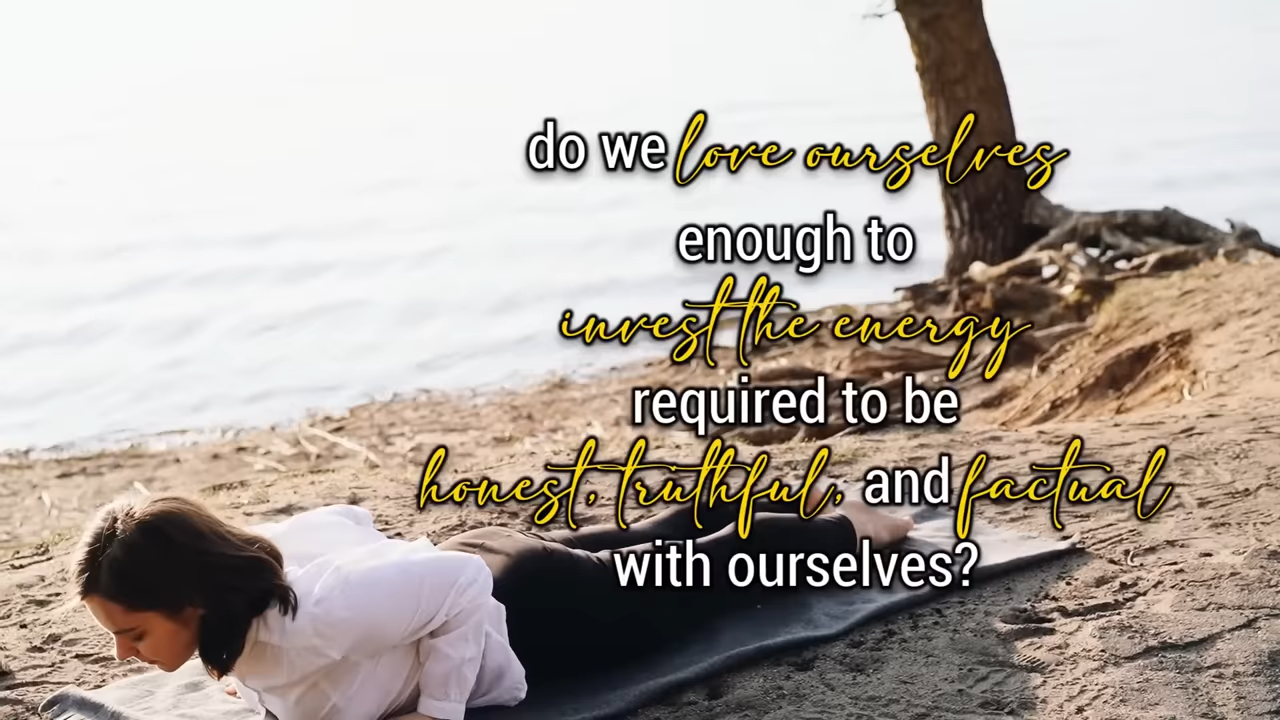 do we love ourselves
enough to
invest the energy
required to be
honest, truthful, and factual
with ourselves?